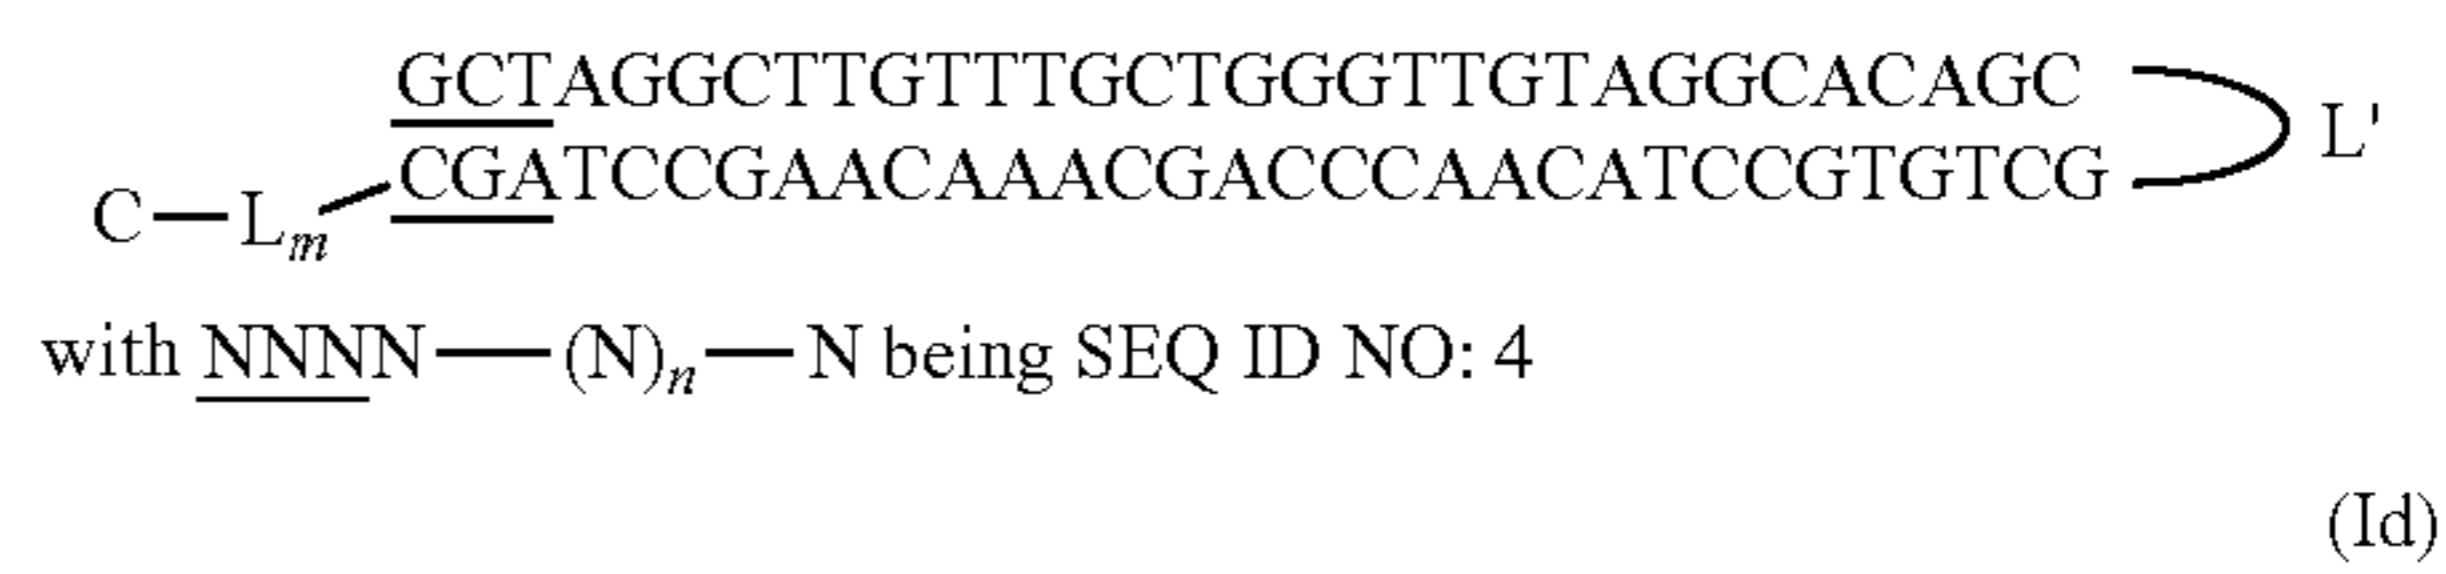 GCTAGGCTTGTTTGCTGGGTTGTAGGCACAGC
L'
CGATCCGAACAAACGACCCAACATCCGTGTCG
C—Lm
with NNNN—(N)n—N being SEQ ID NO: 4
(Id)